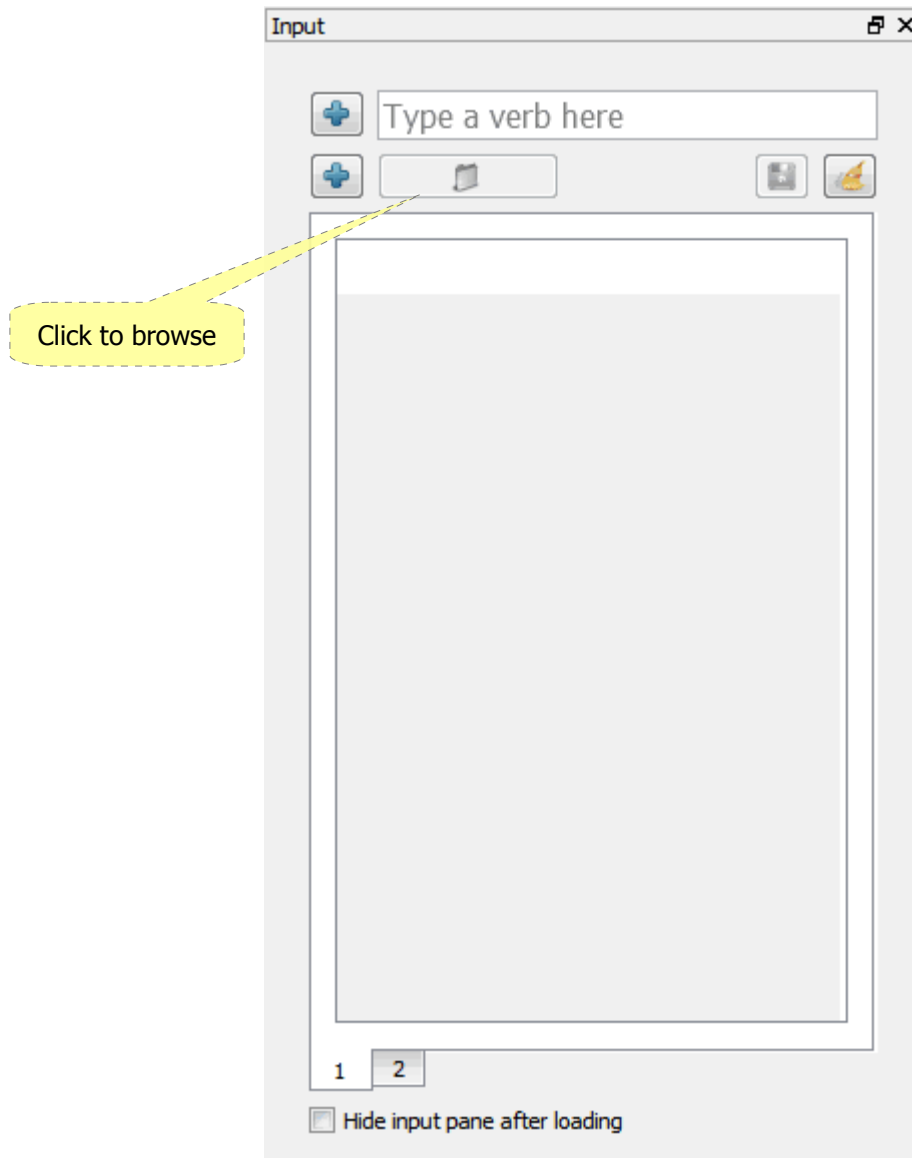 Input
Type a verb here
Click to browse
1 2
Hide input pane after loading